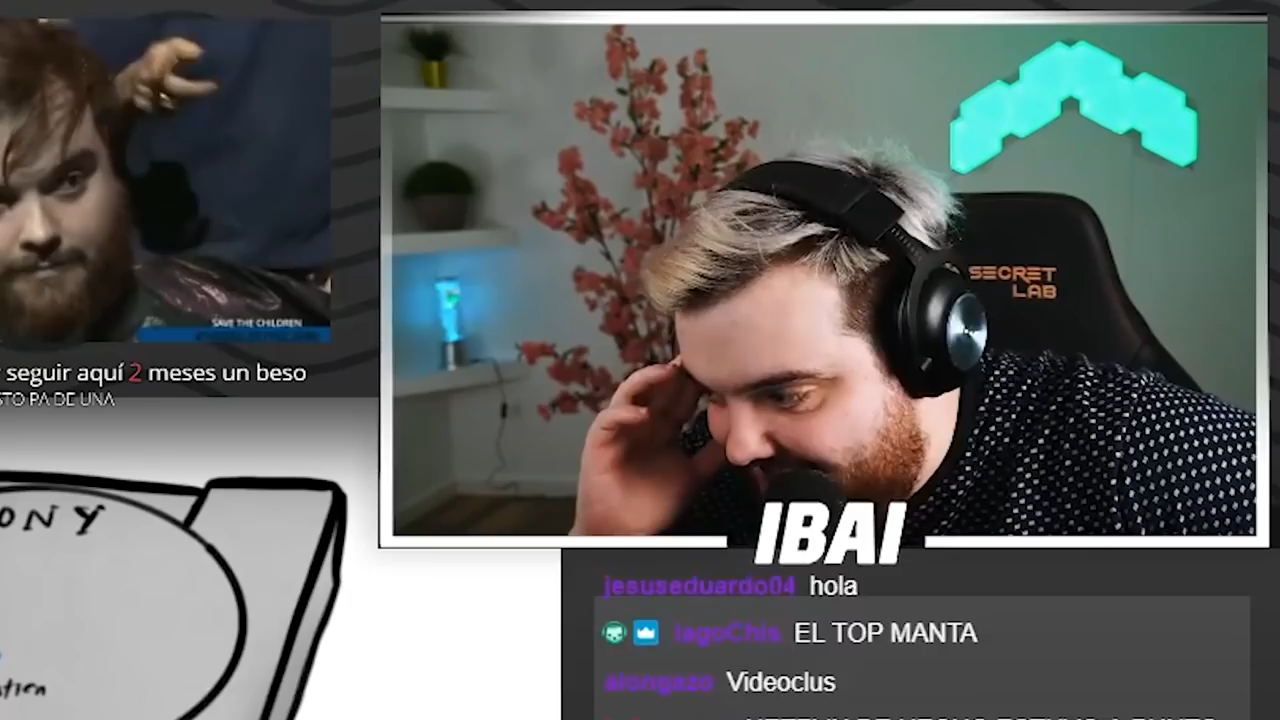 SECRET
LAB
SAVE THE CHILDREN
seguir aquí 2 meses un beso
STO PA DE UNA
ONY
IBAI
jesuseduardo04 hola
IagoChis EL TOP MANTA
Videoclus